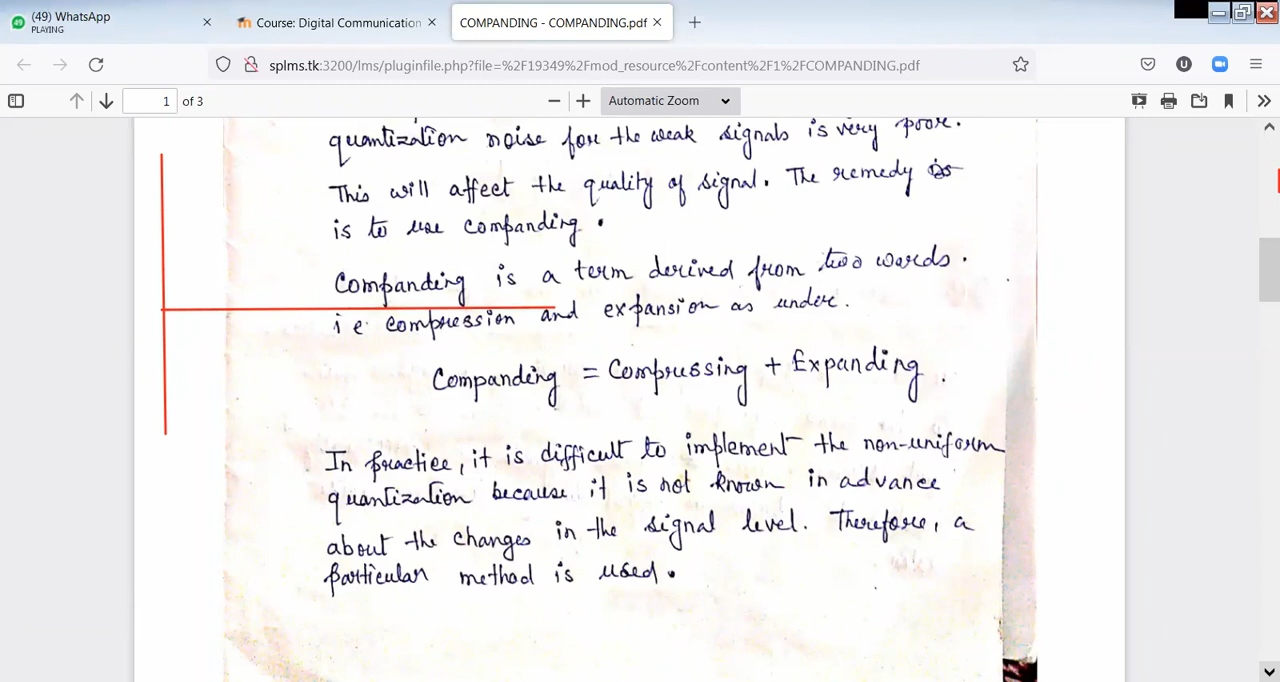 (49) WhatsApp
PLAYING
Course: Digital Communication
COMPANDING - COMPANDING.pdf
splms.tk:3200/lms/pluginfile.php?file=%2F19349%2Fmod_resource%2Fcontent%2F1%2FCOMPANDING.pdf
1 of 3
Automatic Zoom
quantization noise for the weak signals is very poor.
This will affect the quality of signal. The remedy is
is to use companding.
Companding is a term derived from two words.
i e compression and expansion as under.
Companding = Compressing + Expanding.
In practice, it is difficult to implement the non-uniform
quantization because it is not known in advance
about the changes in the signal level. Therefore, a
particular method is used.